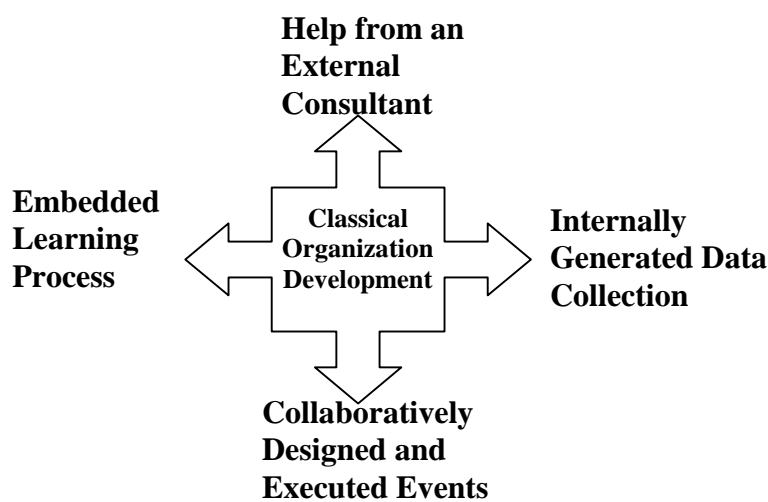 Help from an
External
Consultant
Embedded
Learning
Process
Classical
Organization
Development
Internally
Generated Data
Collection
Collaboratively
Designed and
Executed Events